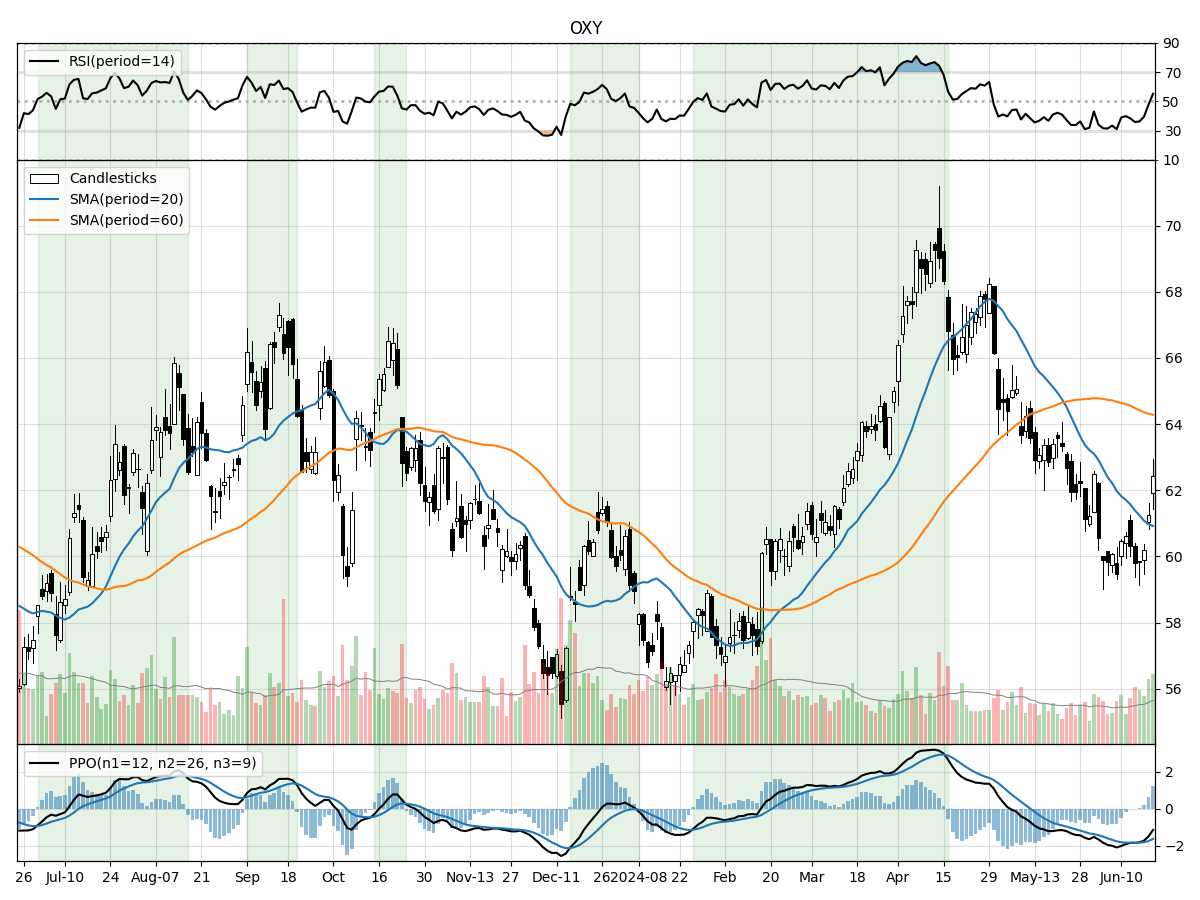 OXY
RSI(period=14)
90
70
50
30
10
Candlesticks
SMA(period=20)
SMA(period=60)
70
68
66
64
62
60
58
56
PPO(n1=12, n2=26, n3=9)
2
0
−2
26 Jul-10 24 Aug-07 21 Sep 18 Oct 16 30 Nov-13 27 Dec-11 26 2024-08 22 Feb 20 Mar 18 Apr 15 29 May-13 28 Jun-10